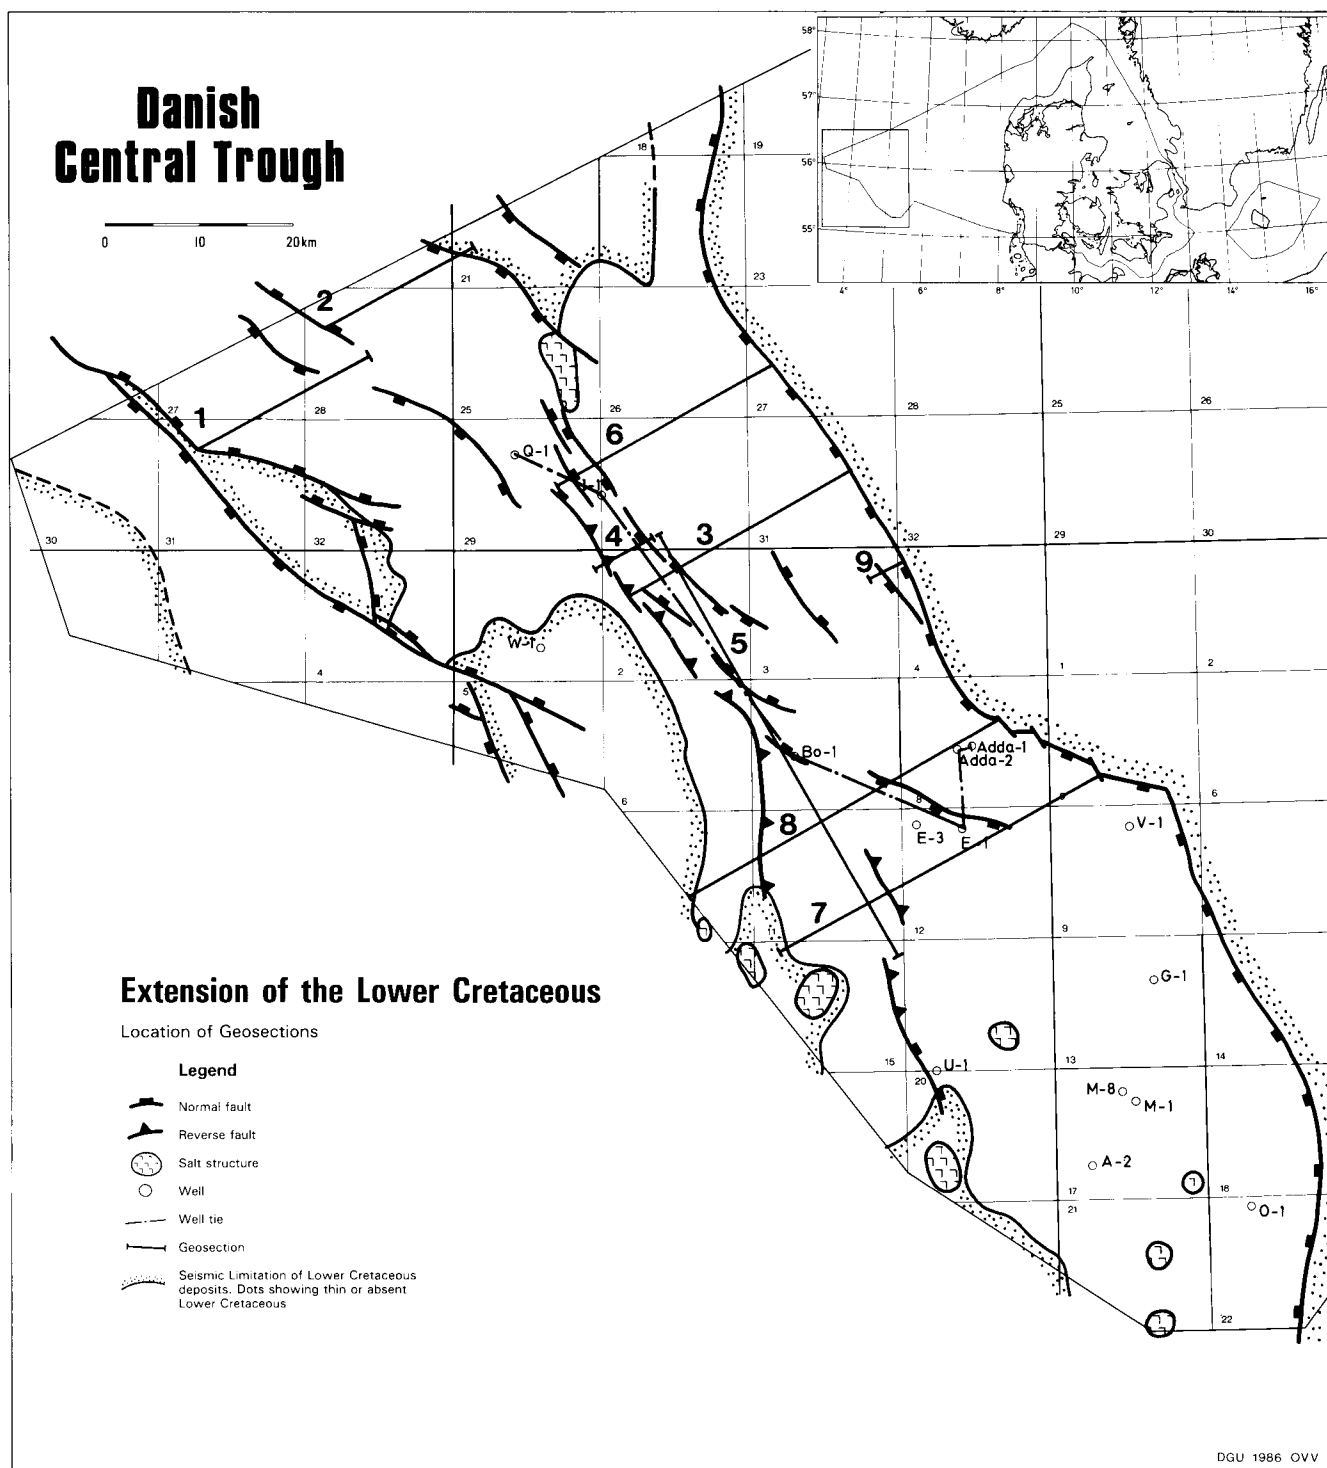 Danish
Central Trough
0 10 20 km
58°
57°
56°
55°
4° 6° 8° 10° 12° 14° 16°
18 19
21 23
2
27 28 25 26 27 28 25 26
1
6
Q-1
I-1
30 31 32 29 31 32 29 30
4 3 9
W-1
5
4 5 2 3 4 1 2
Bo-1
Adda-1
Adda-2
6 8 9 6
8
E-3
E-1
V-1
7
12 9
G-1
15 20 13 14
U-1
M-8
M-1
A-2
17 18
21
O-1
22
Extension of the Lower Cretaceous
Location of Geosections
Legend
Normal fault
Reverse fault
Salt structure
Well
Well tie
Geosection
Seismic Limitation of Lower Cretaceous
deposits. Dots showing thin or absent
Lower Cretaceous
DGU 1986 OVV